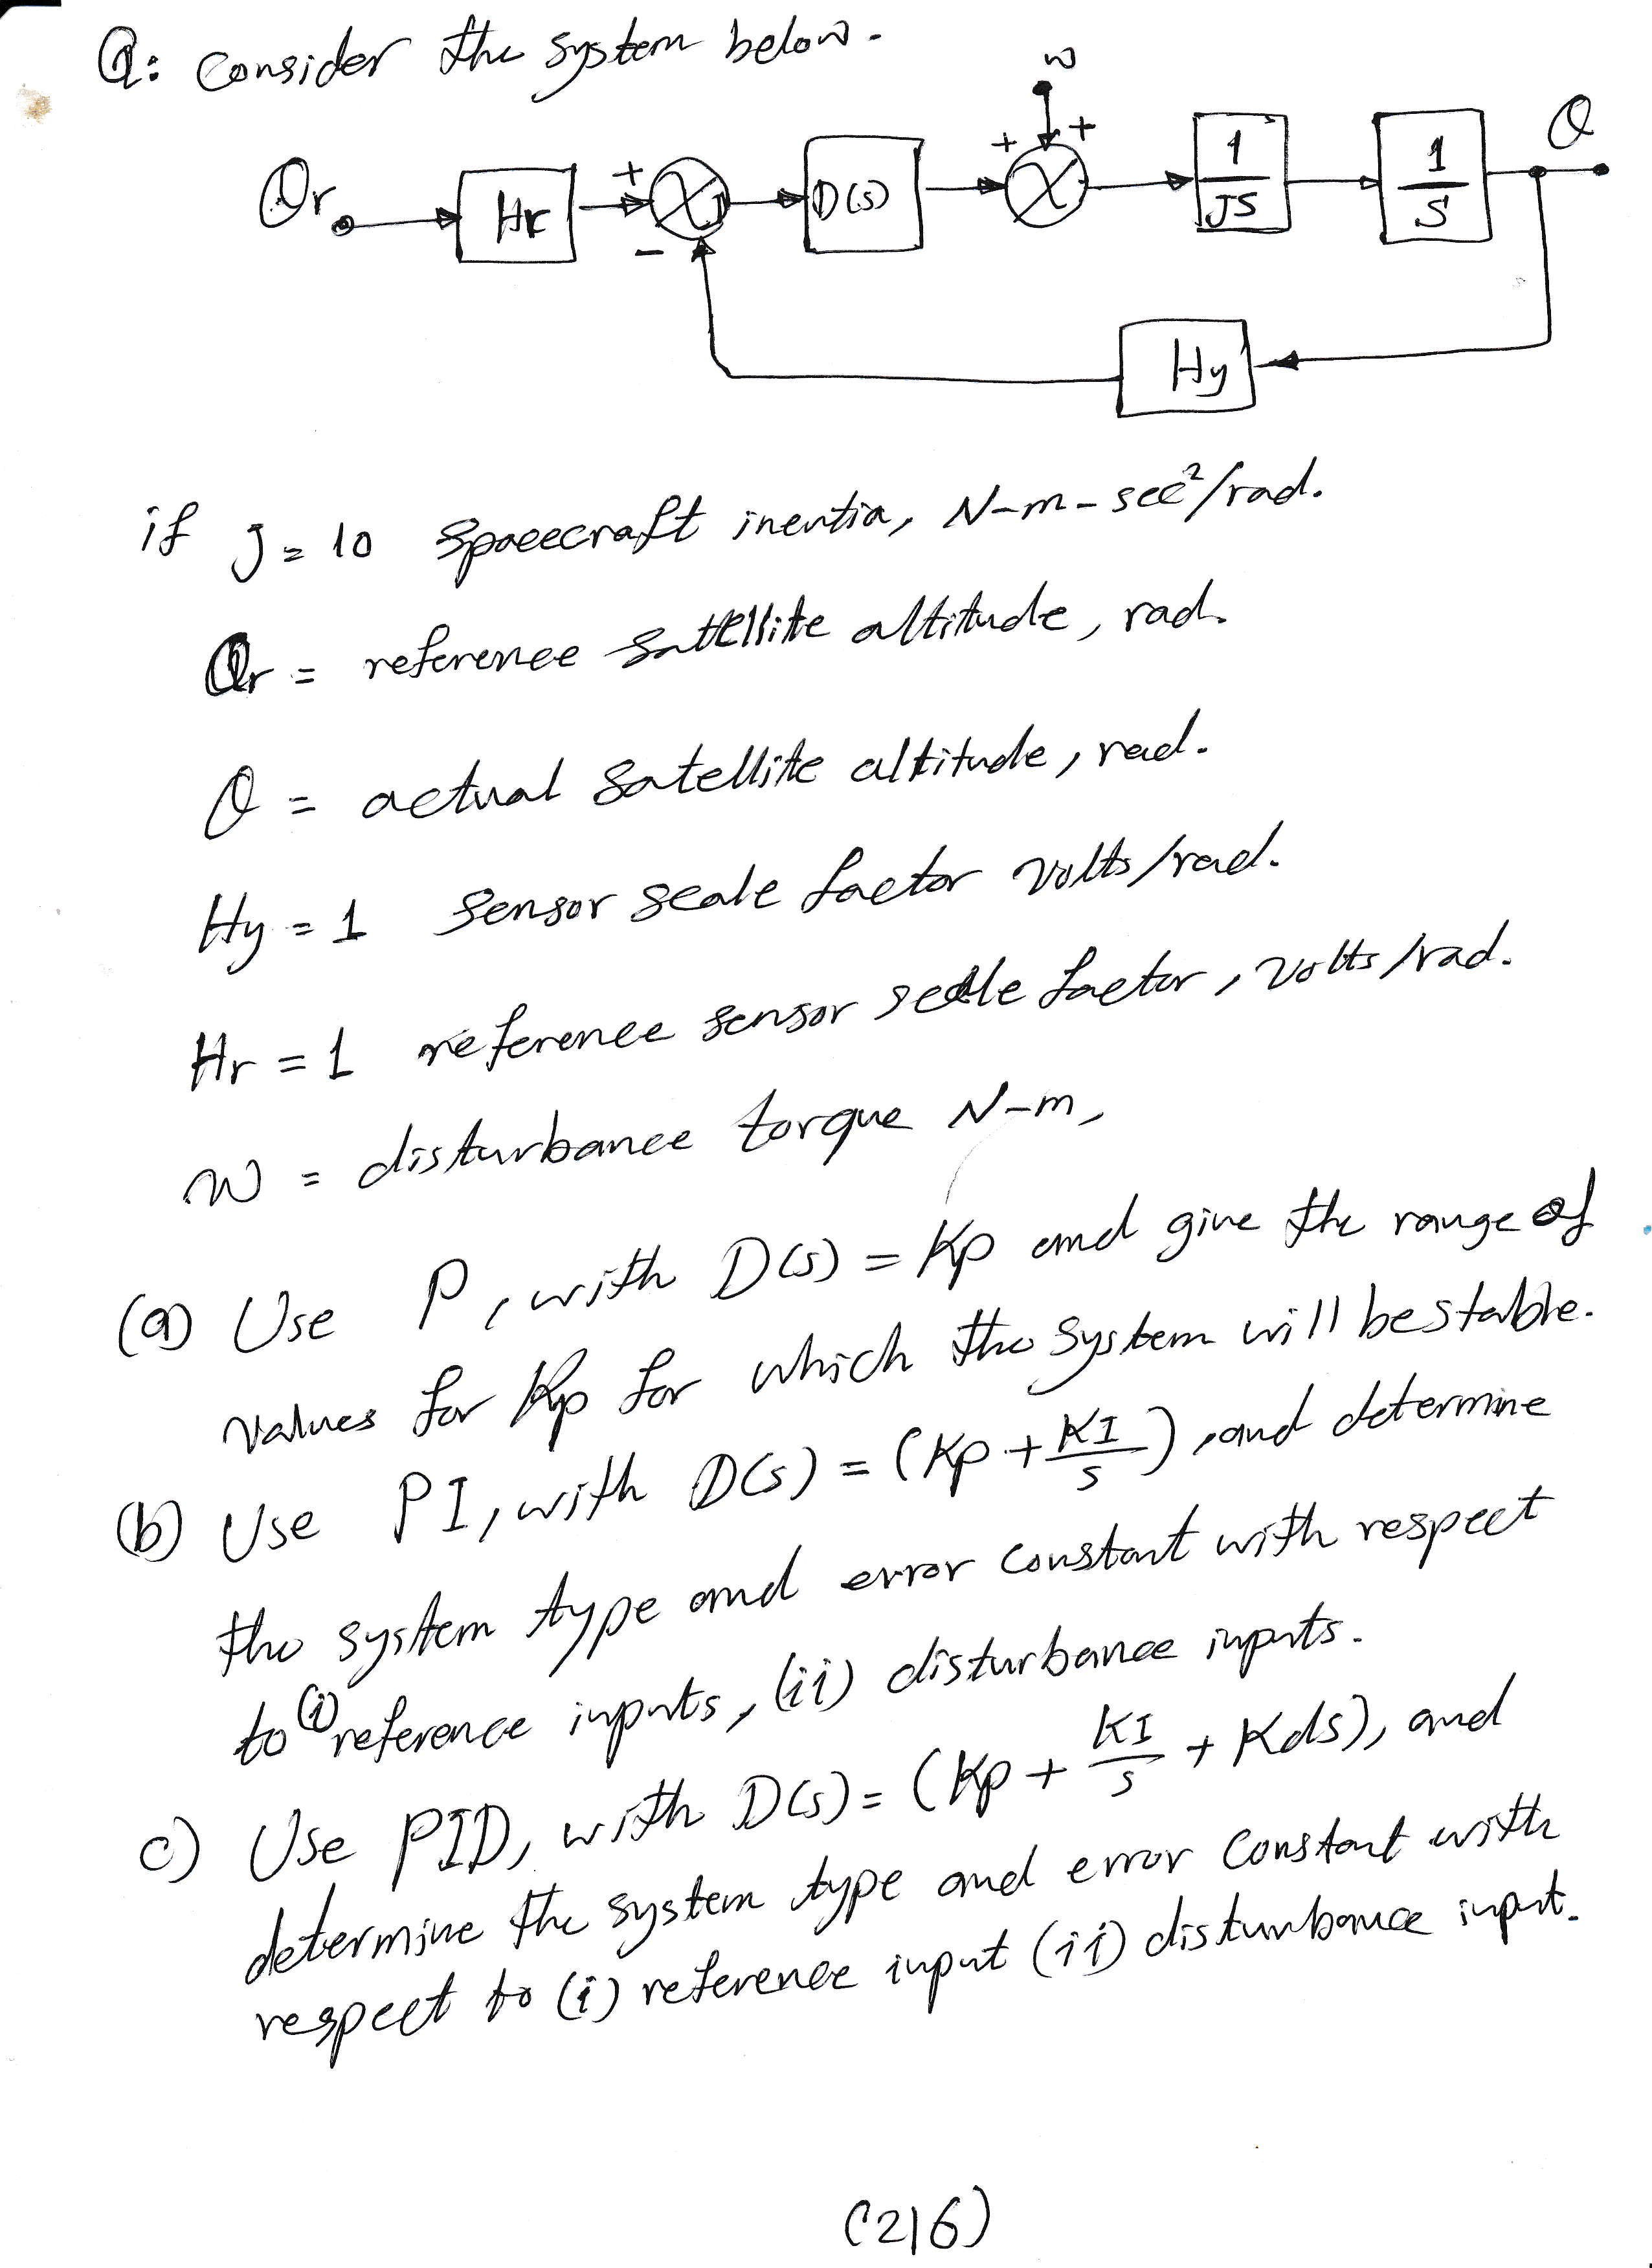 Q: Consider the system below.
w
+ +
θr Hr + - D(s) 1/JS 1/S θ
Hy
if J = 10 Spacecraft inertia, N-m-sec²/rad.
θr = reference sattellite altitude, rad.
θ = actual satellite altitude, rad.
Hy = 1 sensor scale factor volts/rad.
Hr = 1 reference sensor scale factor, volts/rad.
w = disturbance torque N-m,
(a) Use P, with D(s) = Kp and give the range of
values for Kp for which the system will be stable.
(b) Use PI, with D(s) = (Kp + KI/s), and determine
the system type and error constant with respect
to (i) reference inputs, (ii) disturbance inputs.
c) Use PID, with D(s) = (Kp + KI/s + Kds), and
determine the system type and error constant with
respect to (i) reference input (ii) disturbance input.
(216)